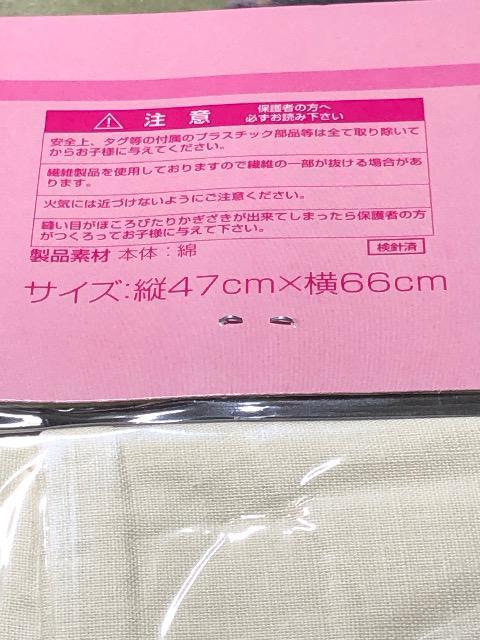 注意
保護者の方へ
必ずお読み下さい
安全上、タグ等の付属のプラスチック部品等は全て取り除いて
からお子様に与えてください。
繊維製品を使用しておりますので繊維の一部が抜ける場合があ
ります。
火気には近づけないようにご注意ください。
縫い目がほころびたりかぎざきが出来てしまったら保護者の方
がつくろってお子様に与えて下さい。
製品素材 本体:綿
検針済
サイズ:縦47cm×横66cm